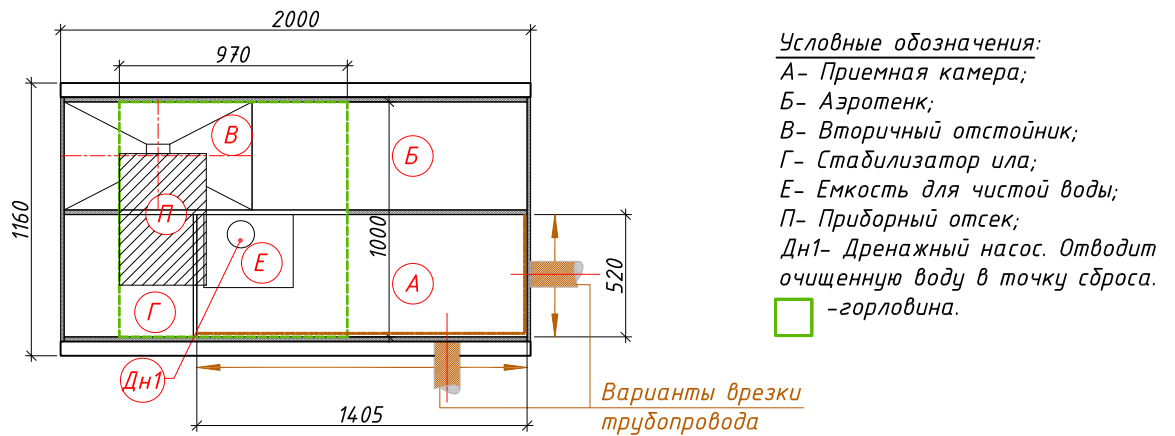 2000
970
1160
1000
520
1405
В
Б
П
Е
А
Г
Дн1
Варианты врезки
трубопровода
Условные обозначения:
А- Приемная камера;
Б- Аэротенк;
В- Вторичный отстойник;
Г- Стабилизатор ила;
Е- Емкость для чистой воды;
П- Приборный отсек;
Дн1- Дренажный насос. Отводит
очищенную воду в точку сброса.
-горловина.